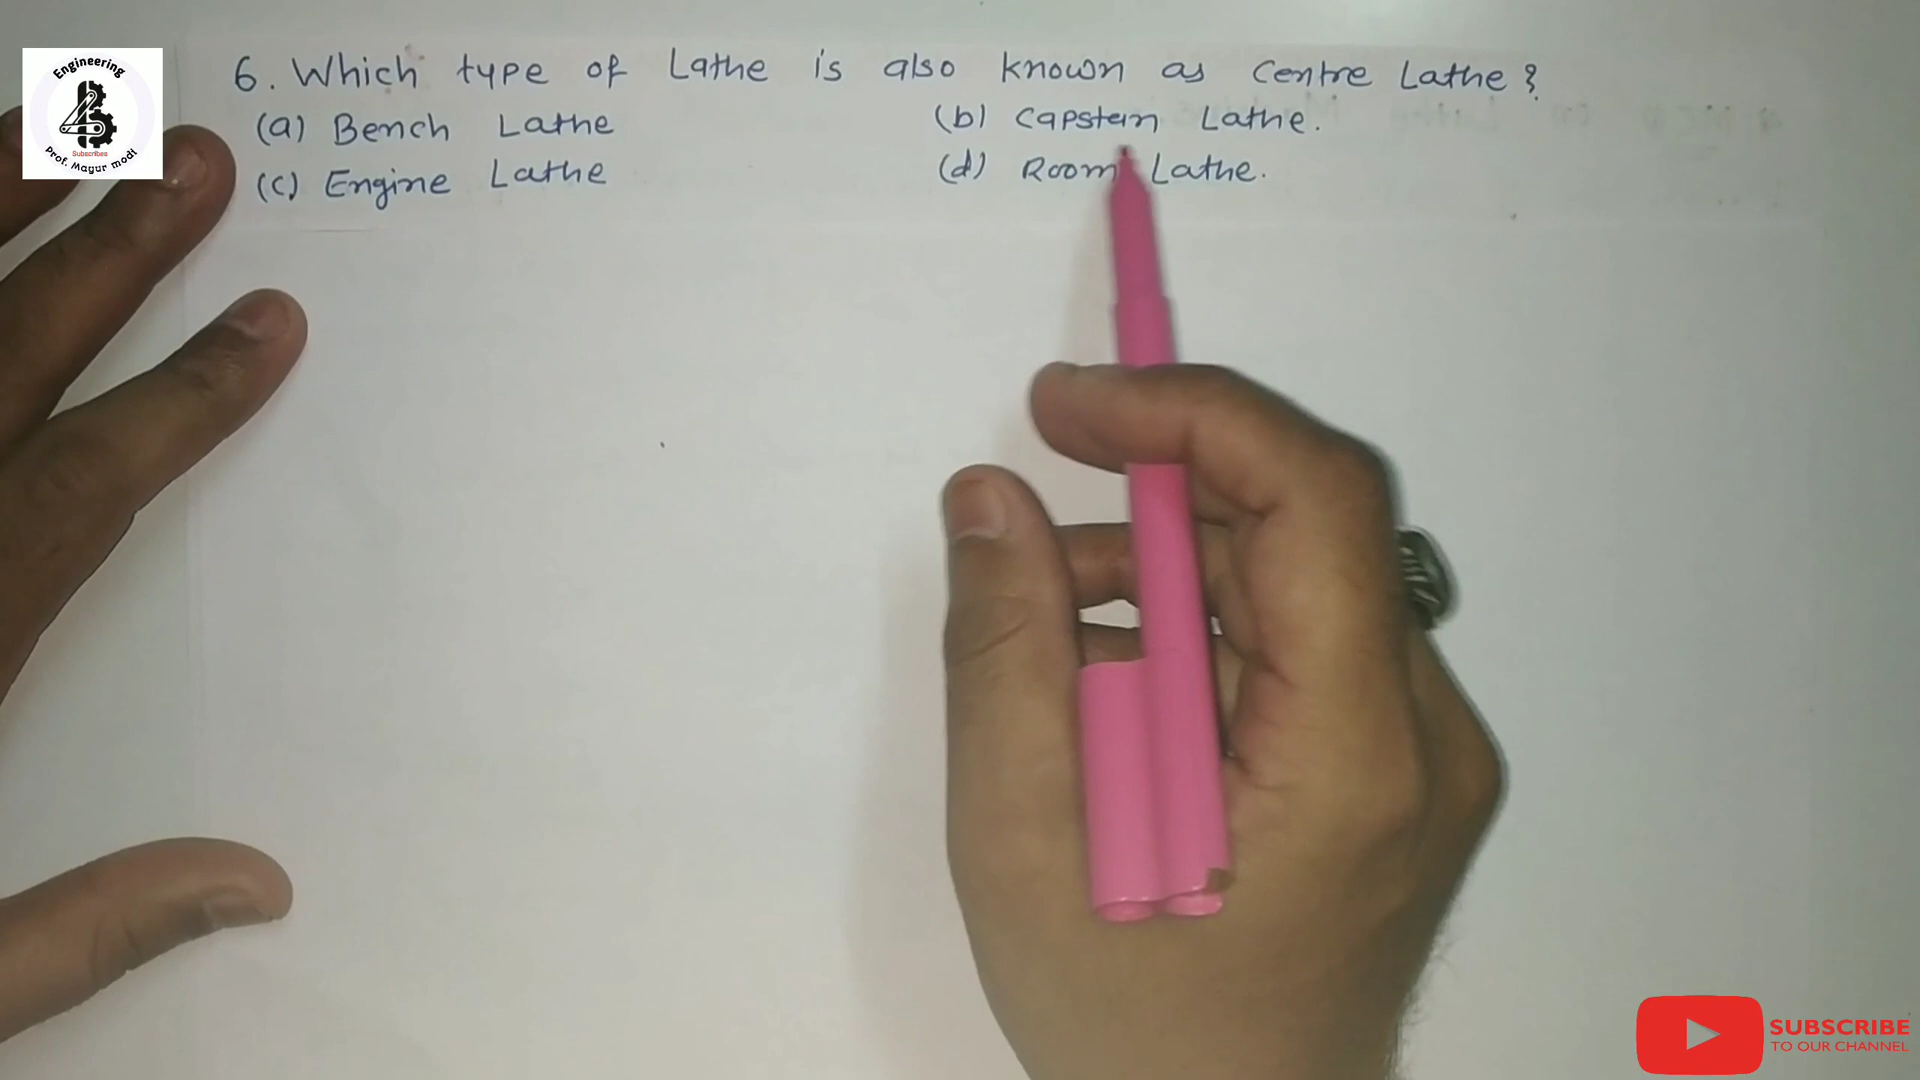 Engineering
Subscribes
Prof. Mayur modi
6. Which type of Lathe is also known as Centre Lathe?
(a) Bench Lathe (b) Capstan Lathe.
(c) Engine Lathe (d) Room Lathe.
SUBSCRIBE
TO OUR CHANNEL